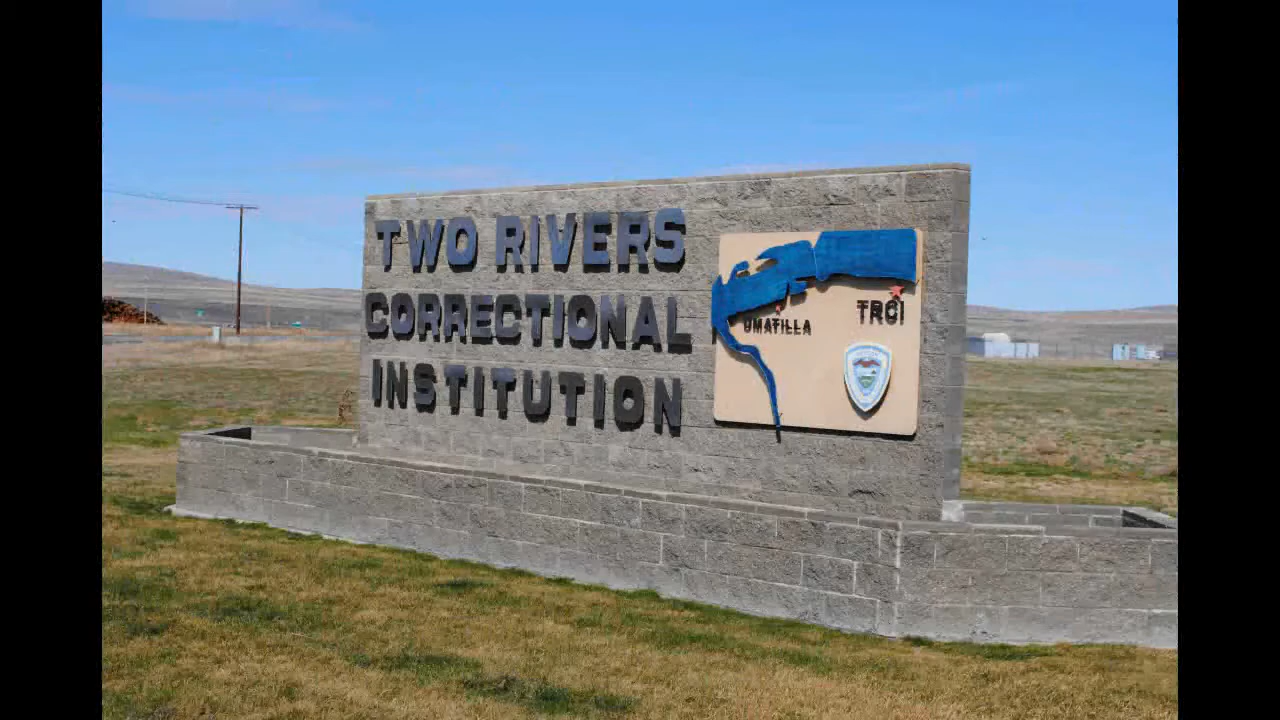 TWO RIVERS
CORRECTIONAL
INSTITUTION
UMATILLA
TRCI